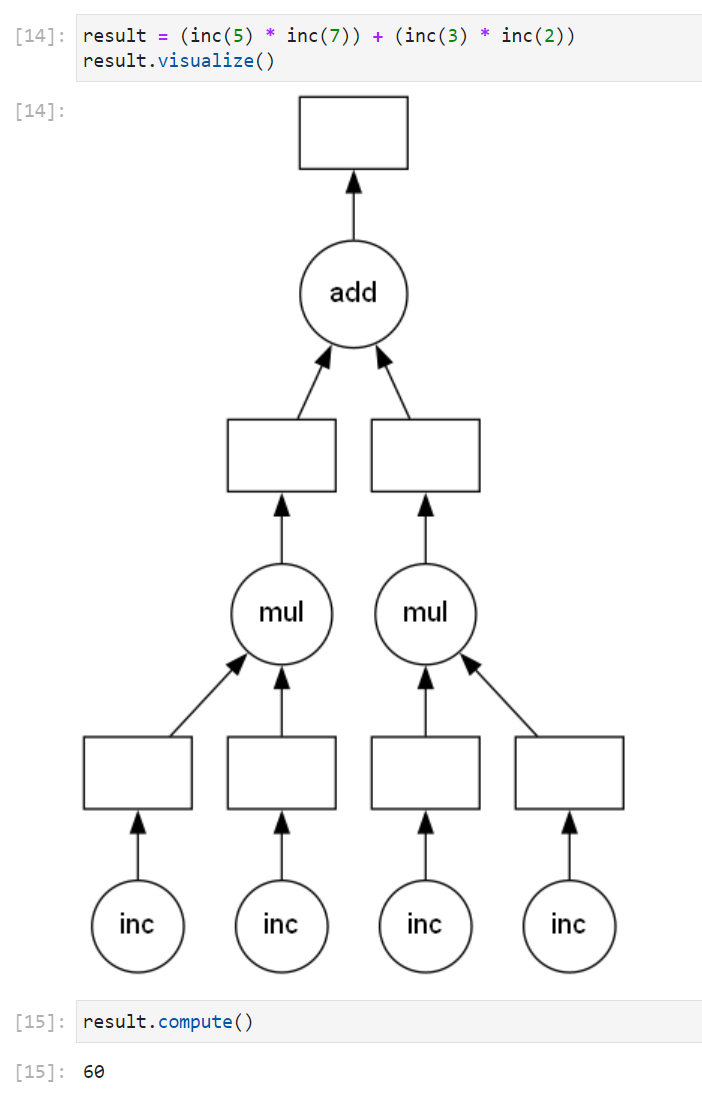 [14]: result = (inc(5) * inc(7)) + (inc(3) * inc(2))
result.visualize()
[14]:
add
mul mul
inc inc inc inc
[15]: result.compute()
[15]: 60